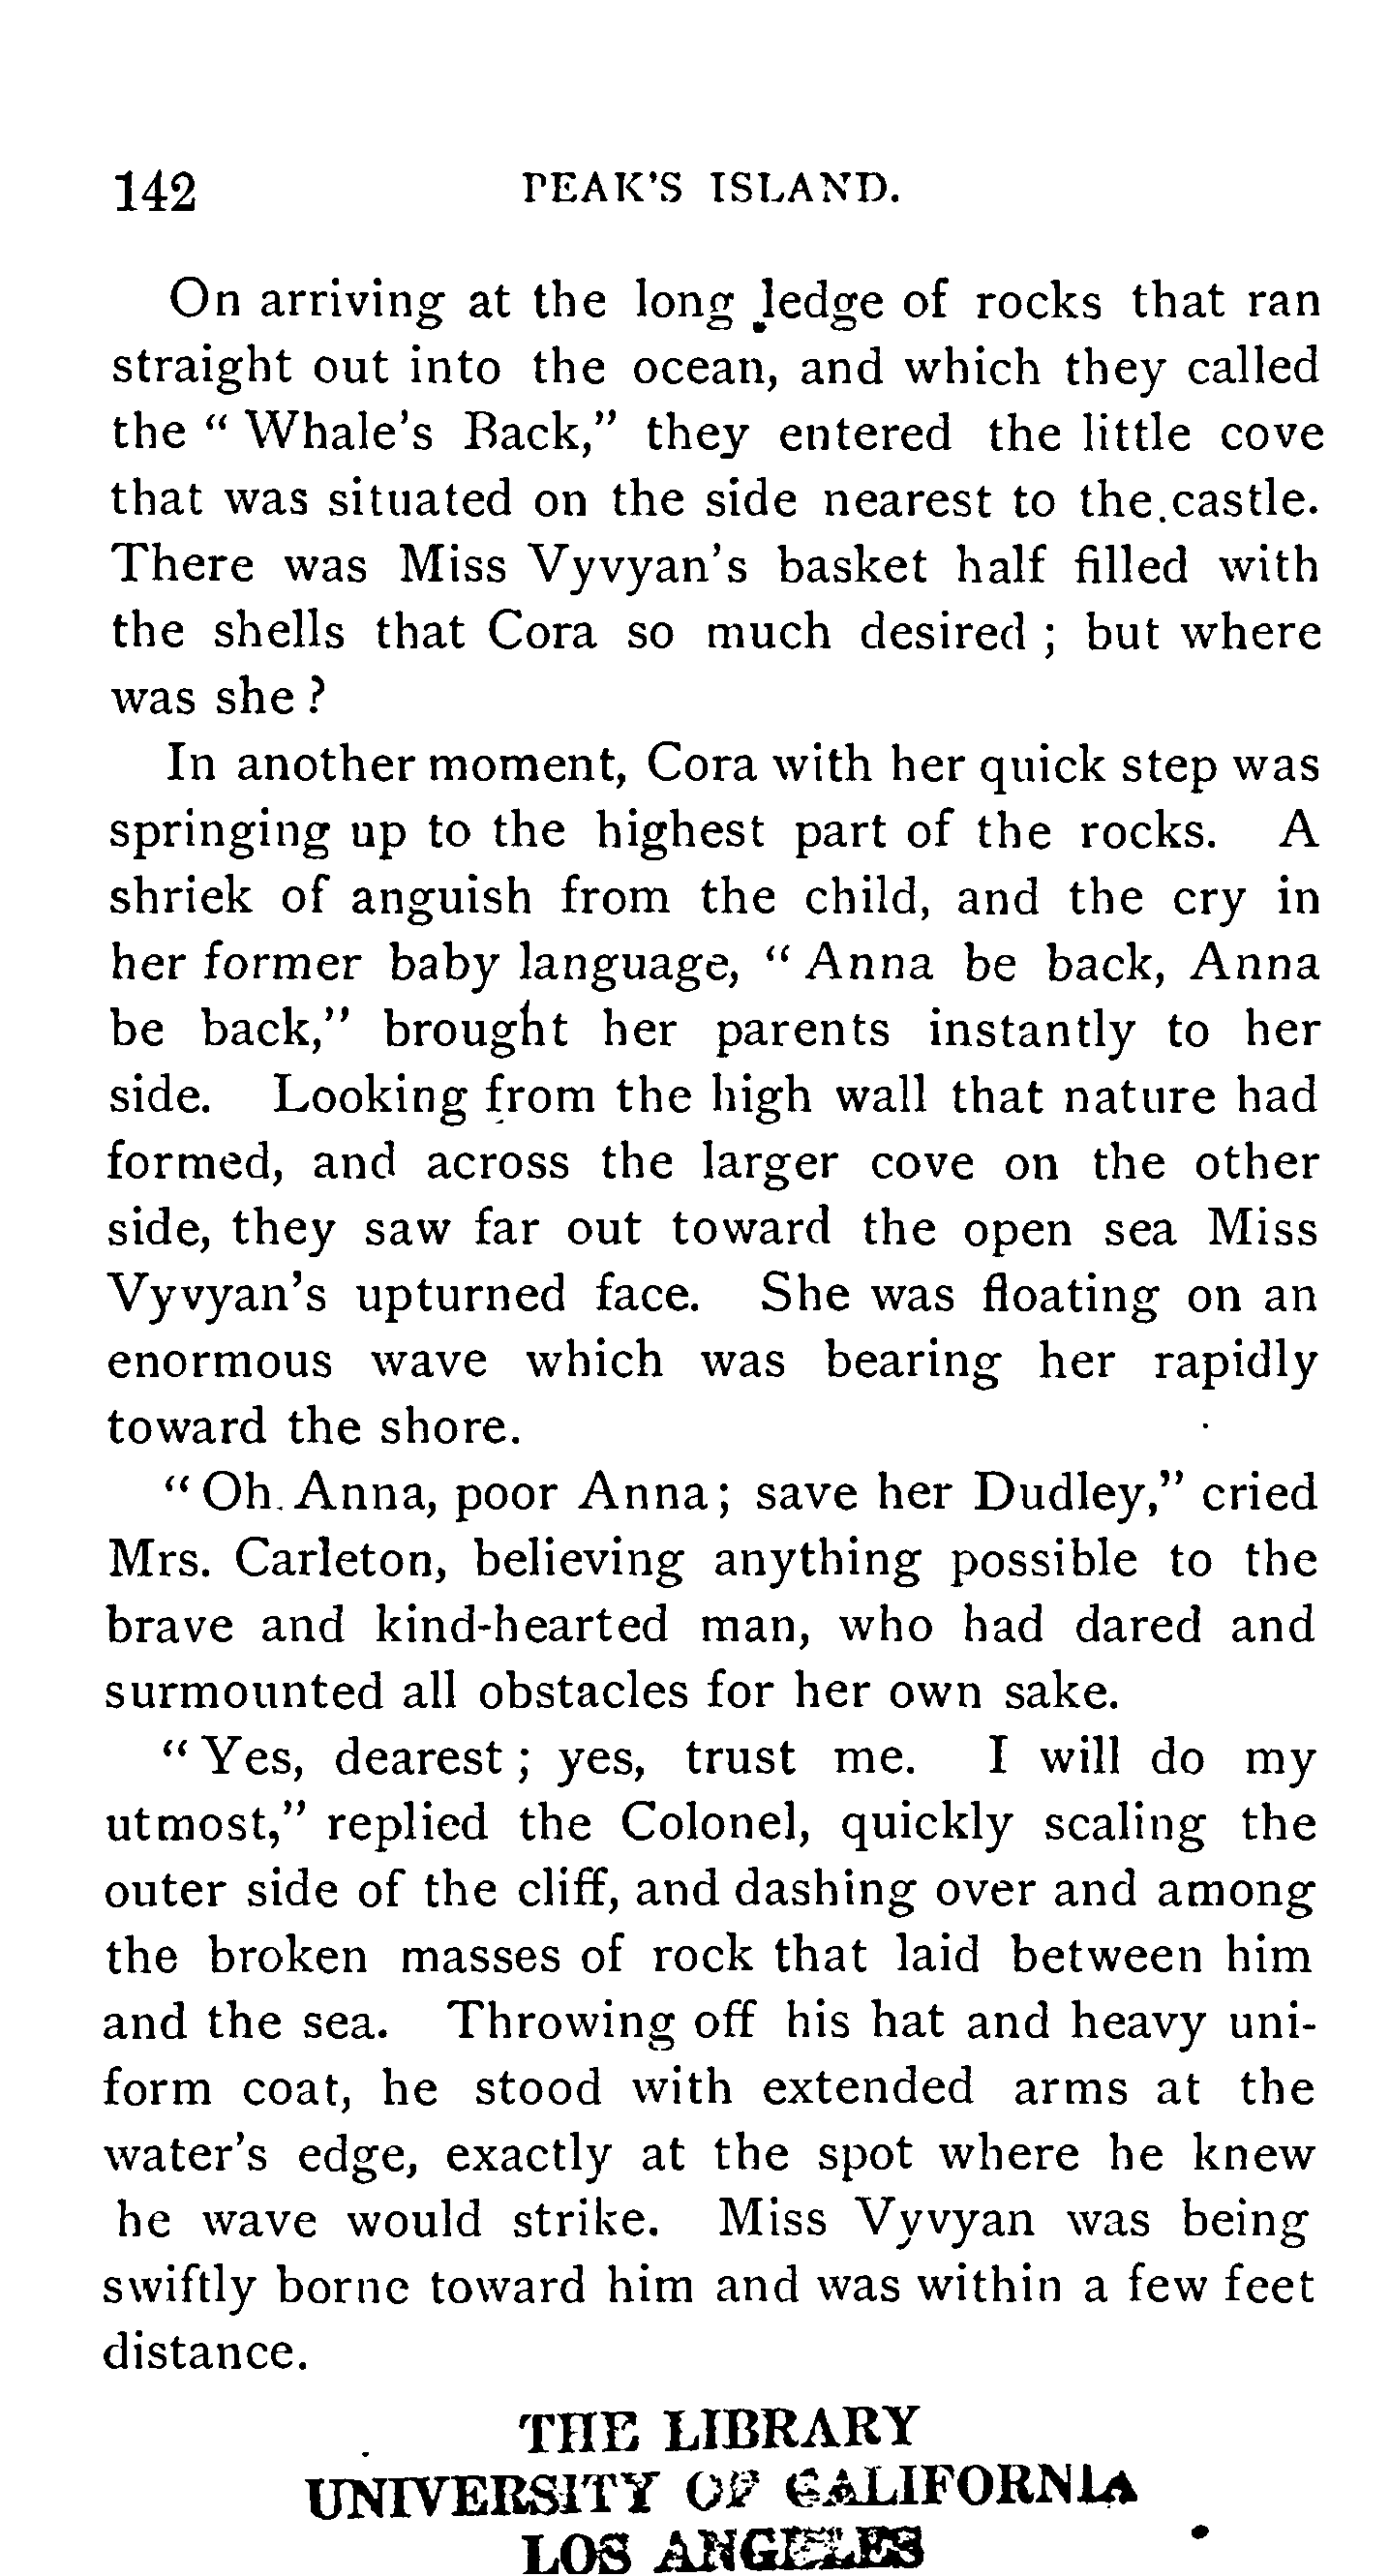 142 PEAK'S ISLAND.
On arriving at the long ledge of rocks that ran
straight out into the ocean, and which they called
the “Whale's Back,” they entered the little cove
that was situated on the side nearest to the castle.
There was Miss Vyvyan's basket half filled with
the shells that Cora so much desired; but where
was she?
In another moment, Cora with her quick step was
springing up to the highest part of the rocks. A
shriek of anguish from the child, and the cry in
her former baby language, “Anna be back, Anna
be back,” brought her parents instantly to her
side. Looking from the high wall that nature had
formed, and across the larger cove on the other
side, they saw far out toward the open sea Miss
Vyvyan's upturned face. She was floating on an
enormous wave which was bearing her rapidly
toward the shore.
“Oh. Anna, poor Anna; save her Dudley,” cried
Mrs. Carleton, believing anything possible to the
brave and kind-hearted man, who had dared and
surmounted all obstacles for her own sake.
“Yes, dearest; yes, trust me. I will do my
utmost,” replied the Colonel, quickly scaling the
outer side of the cliff, and dashing over and among
the broken masses of rock that laid between him
and the sea. Throwing off his hat and heavy uni-
form coat, he stood with extended arms at the
water's edge, exactly at the spot where he knew
he wave would strike. Miss Vyvyan was being
swiftly borne toward him and was within a few feet
distance.
THE LIBRARY
UNIVERSITY OF CALIFORNIA
LOS ANGELES